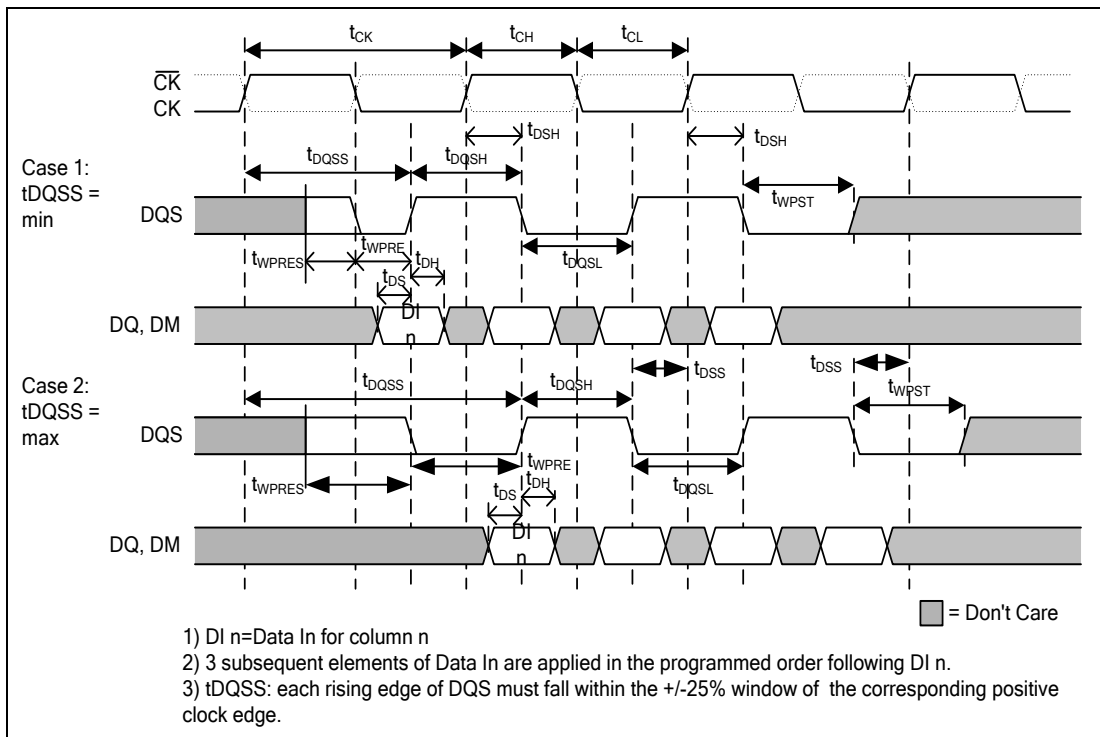 tCK tCH tCL
CK
CK
tDSH tDSH
Case 1:
tDQSS =
min
tDQSS tDQSH
tWPST
DQS
tWPRES tWPRE tDH tDQSL
tDS
DQ, DM
DI
n
Case 2:
tDQSS =
max
tDQSS tDQSH tDSS tDSS
tWPST
DQS
tWPRES tWPRE tDQSL
tDS tDH
DQ, DM
DI
n
= Don't Care
1) DI n=Data In for column n
2) 3 subsequent elements of Data In are applied in the programmed order following DI n.
3) tDQSS: each rising edge of DQS must fall within the +/-25% window of the corresponding positive
clock edge.